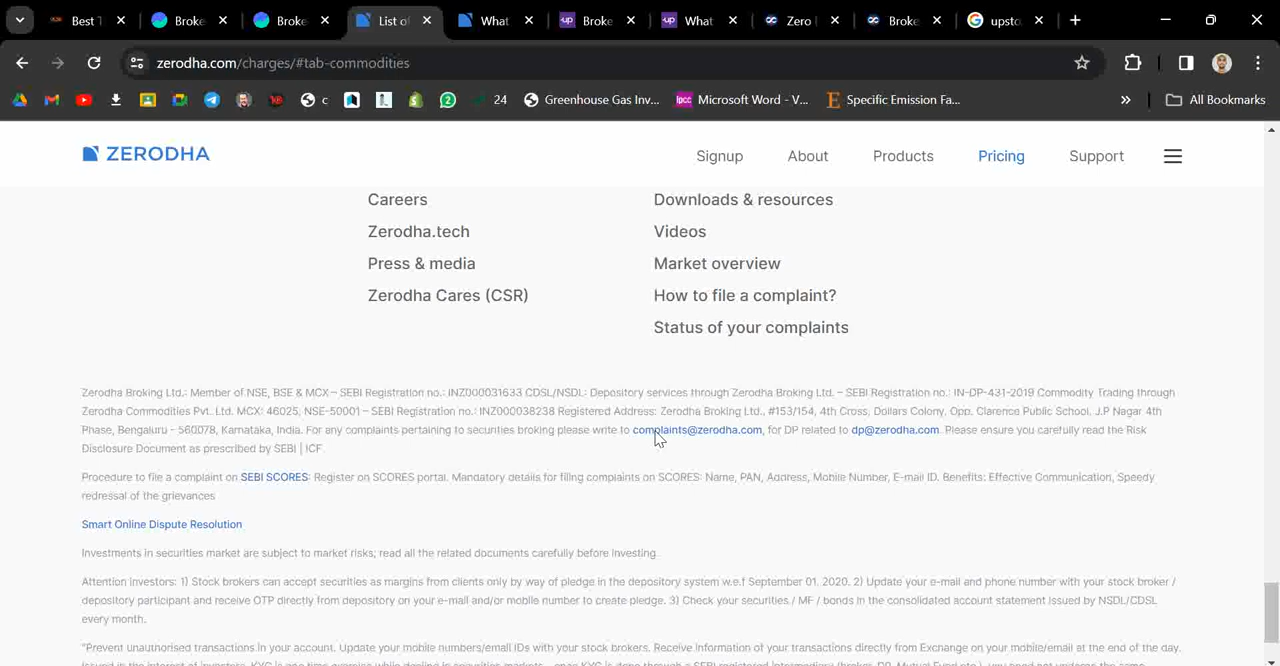 Best T
Broke
Broke
List o
What
Broke
What
Zero
Broke
upsto
zerodha.com/charges/#tab-commodities
c
2
24
Greenhouse Gas Inv...
Microsoft Word - V...
Specific Emission Fa...
All Bookmarks
ZERODHA
Signup
About
Products
Pricing
Support
Careers
Downloads & resources
Zerodha.tech
Videos
Press & media
Market overview
Zerodha Cares (CSR)
How to file a complaint?
Status of your complaints
Zerodha Broking Ltd.: Member of NSE, BSE & MCX – SEBI Registration no.: INZ000031633 CDSL/NSDL: Depository services through Zerodha Broking Ltd. – SEBI Registration no.: IN-DP-431-2019 Commodity Trading through
Zerodha Commodities Pvt. Ltd. MCX: 46025; NSE-50001 – SEBI Registration no.: INZ000038238 Registered Address: Zerodha Broking Ltd., #153/154, 4th Cross, Dollars Colony, Opp. Clarence Public School, J.P Nagar 4th
Phase, Bengaluru - 560078, Karnataka, India. For any complaints pertaining to securities broking please write to complaints@zerodha.com, for DP related to dp@zerodha.com. Please ensure you carefully read the Risk
Disclosure Document as prescribed by SEBI | ICF
Procedure to file a complaint on SEBI SCORES: Register on SCORES portal. Mandatory details for filing complaints on SCORES: Name, PAN, Address, Mobile Number, E-mail ID. Benefits: Effective Communication, Speedy
redressal of the grievances
Smart Online Dispute Resolution
Investments in securities market are subject to market risks; read all the related documents carefully before investing.
Attention investors: 1) Stock brokers can accept securities as margins from clients only by way of pledge in the depository system w.e.f September 01, 2020. 2) Update your e-mail and phone number with your stock broker /
depository participant and receive OTP directly from depository on your e-mail and/or mobile number to create pledge. 3) Check your securities / MF / bonds in the consolidated account statement issued by NSDL/CDSL
every month.
"Prevent unauthorised transactions in your account. Update your mobile numbers/email IDs with your stock brokers. Receive information of your transactions directly from Exchange on your mobile/email at the end of the day.